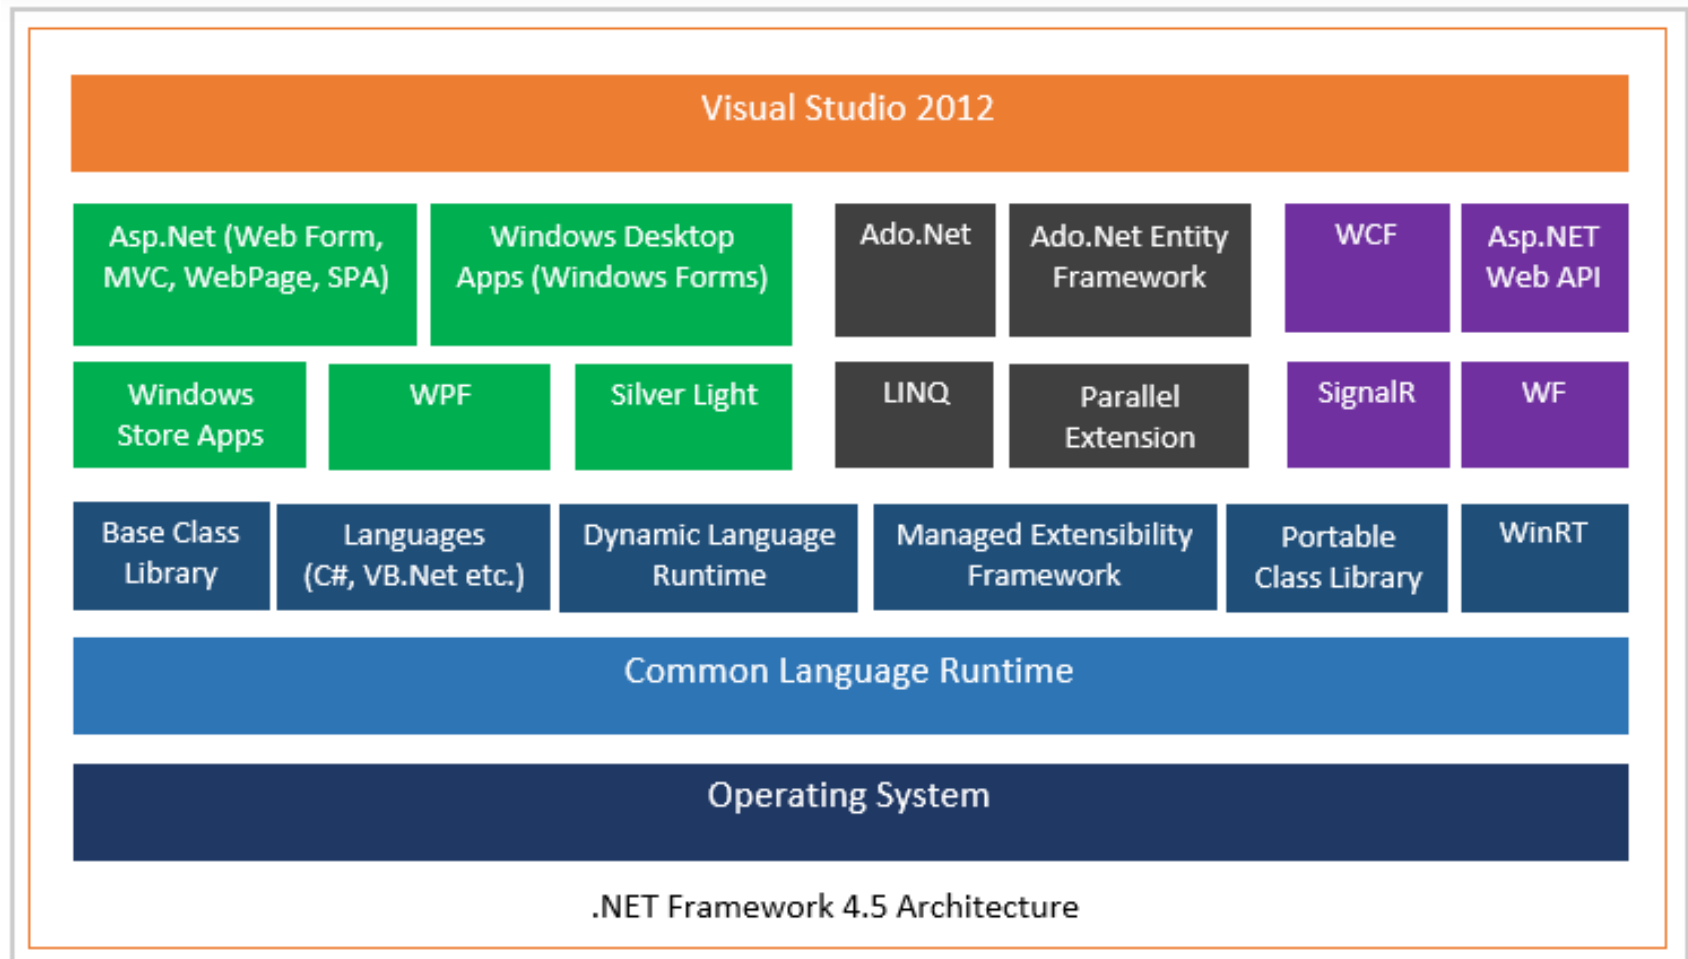 Visual Studio 2012
Asp.Net (Web Form,
MVC, WebPage, SPA)
Windows Desktop
Apps (Windows Forms)
Ado.Net
Ado.Net Entity
Framework
WCF
Asp.NET
Web API
Windows
Store Apps
WPF
Silver Light
LINQ
Parallel
Extension
SignalR
WF
Base Class
Library
Languages
(C#, VB.Net etc.)
Dynamic Language
Runtime
Managed Extensibility
Framework
Portable
Class Library
WinRT
Common Language Runtime
Operating System
.NET Framework 4.5 Architecture